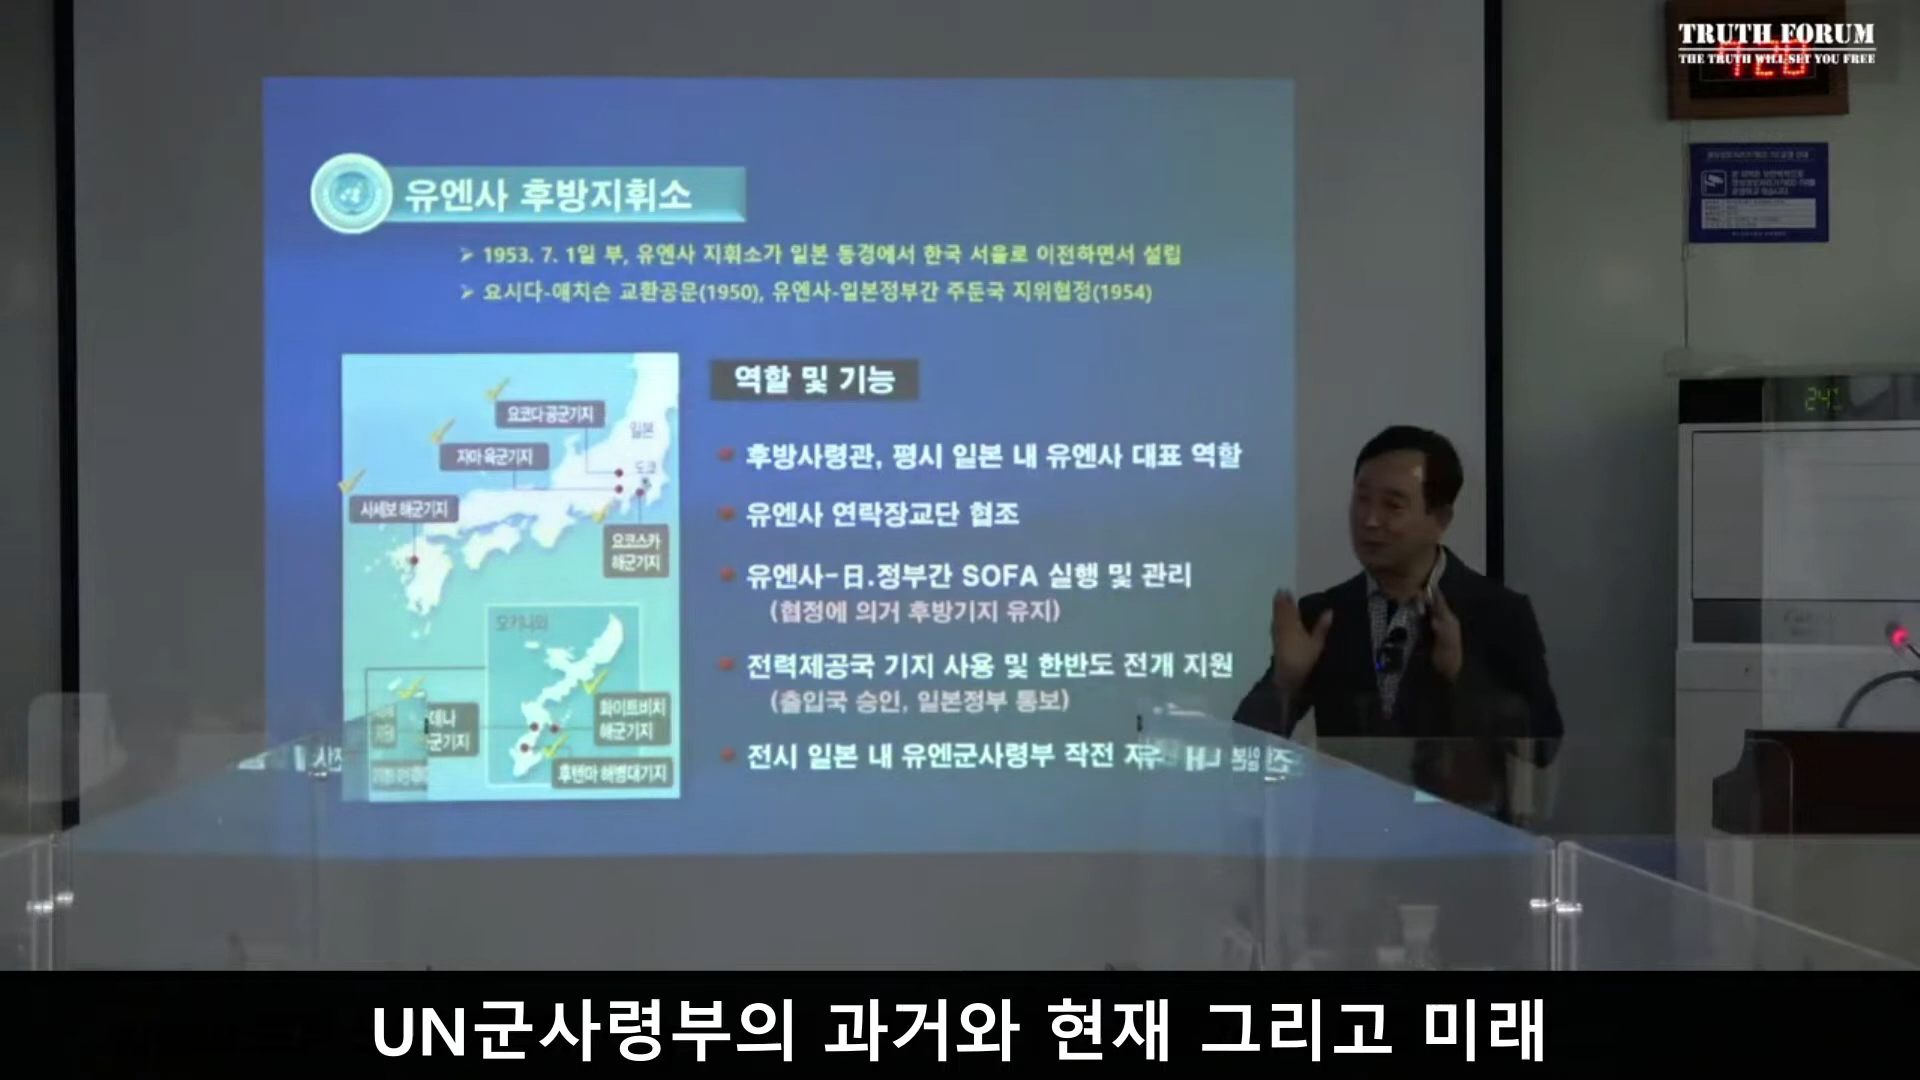 TRUTH FORUM
THE TRUTH WILL SET YOU FREE
유엔사 후방지휘소
➢ 1953. 7. 1일 부, 유엔사 지휘소가 일본 동경에서 한국 서울로 이전하면서 설립
➢ 요시다-애치슨 교환공문(1950), 유엔사-일본정부간 주둔국 지위협정(1954)
요코다 공군기지
일본
자마 육군기지
도쿄
시세보 해군기지
요코스카
해군기지
오키나와
화이트비치
해군기지
데나
군기지
후텐마 해병대기지
역할 및 기능
후방사령관, 평시 일본 내 유엔사 대표 역할
유엔사 연락장교단 협조
유엔사-日.정부간 SOFA 실행 및 관리
(협정에 의거 후방기지 유지)
전력제공국 기지 사용 및 한반도 전개 지원
(출입국 승인, 일본정부 통보)
전시 일본 내 유엔군사령부 작전
24
UN군사령부의 과거와 현재 그리고 미래